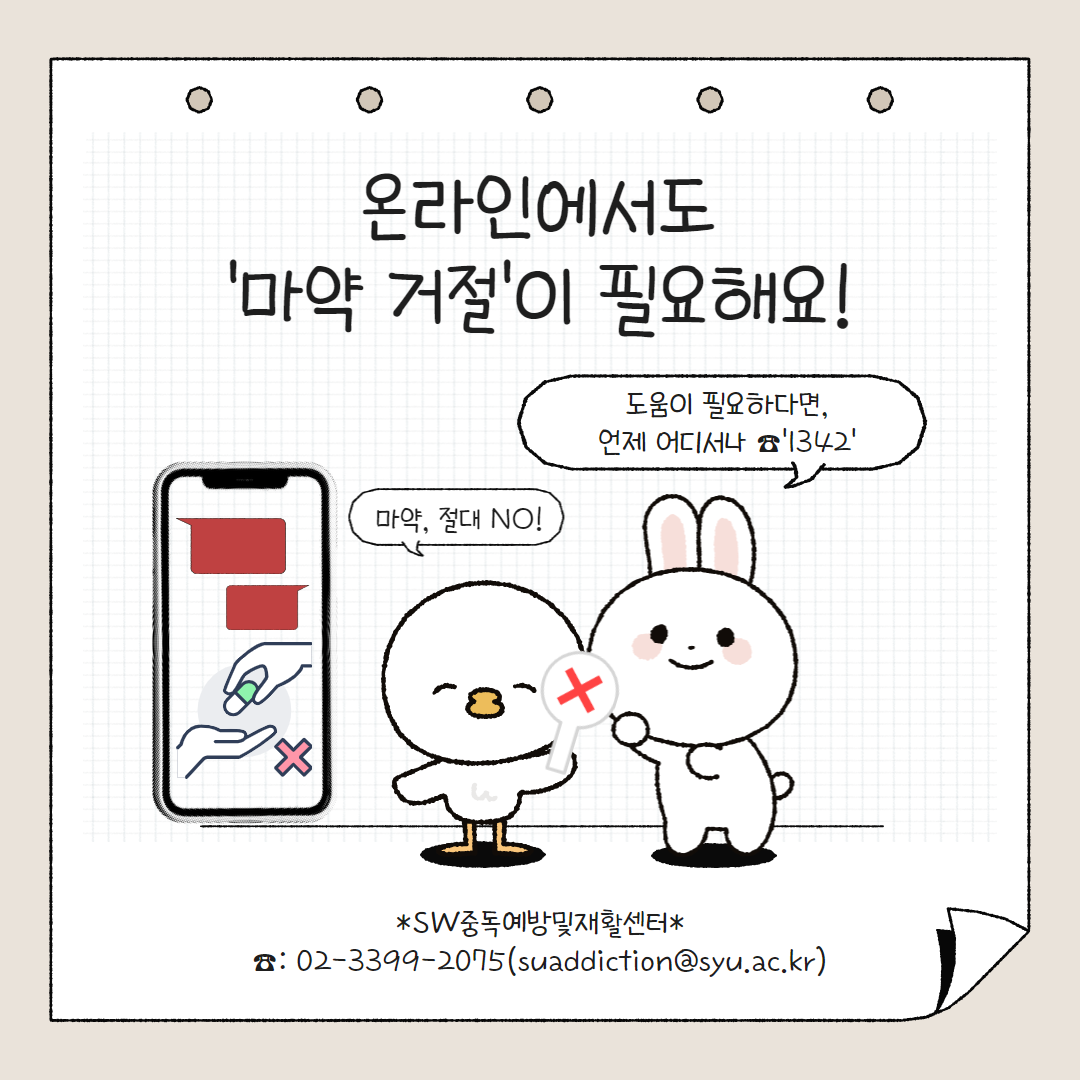 온라인에서도
'마약 거절'이 필요해요!
도움이 필요하다면,
언제 어디서나 ☎'1342'
마약, 절대 NO!
*SW중독예방및재활센터*
☎: 02-3399-2075(suaddiction@syu.ac.kr)